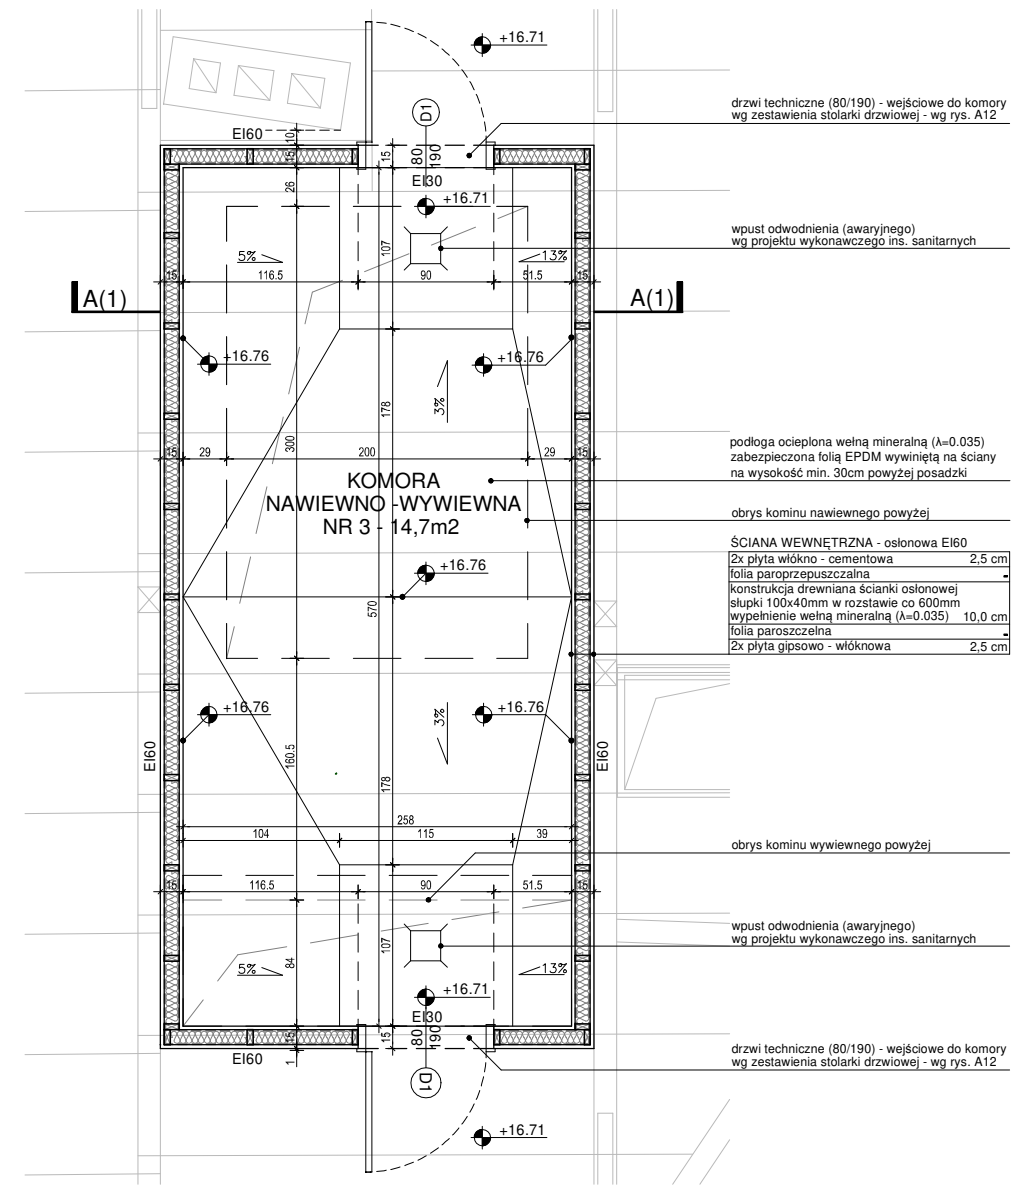 +16.71
D1
drzwi techniczne (80/190) - wejściowe do komory
wg zestawienia stolarki drzwiowej - wg rys. A12
EI60
10
15
15
80
190
EI30
26
+16.71
107
wpust odwodnienia (awaryjnego)
wg projektu wykonawczego ins. sanitarnych
5%
13%
15
116.5
90
51.5
15
A(1)
A(1)
+16.76
+16.76
3%
178
300
15
29
200
29
15
podłoga ocieplona wełną mineralną (λ=0.035)
zabezpieczona folią EPDM wywiniętą na ściany
na wysokość min. 30cm powyżej posadzki
KOMORA
NAWIEWNO -WYWIEWNA
NR 3 - 14,7m2
obrys kominu nawiewnego powyżej
ŚCIANA WEWNĘTRZNA - osłonowa EI60
2x płyta włókno - cementowa 2,5 cm
folia paroprzepuszczalna -
konstrukcja drewniana ścianki osłonowej
słupki 100x40mm w rozstawie co 600mm
wypełnienie wełną mineralną (λ=0.035) 10,0 cm
folia paroszczelna -
2x płyta gipsowo - włóknowa 2,5 cm
+16.76
570
+16.76
+16.76
3%
EI60
EI60
160.5
178
258
104
115
39
obrys kominu wywiewnego powyżej
15
116.5
90
51.5
15
wpust odwodnienia (awaryjnego)
wg projektu wykonawczego ins. sanitarnych
107
84
5%
13%
+16.71
EI30
15
15
80
190
EI60
1
D1
drzwi techniczne (80/190) - wejściowe do komory
wg zestawienia stolarki drzwiowej - wg rys. A12
+16.71